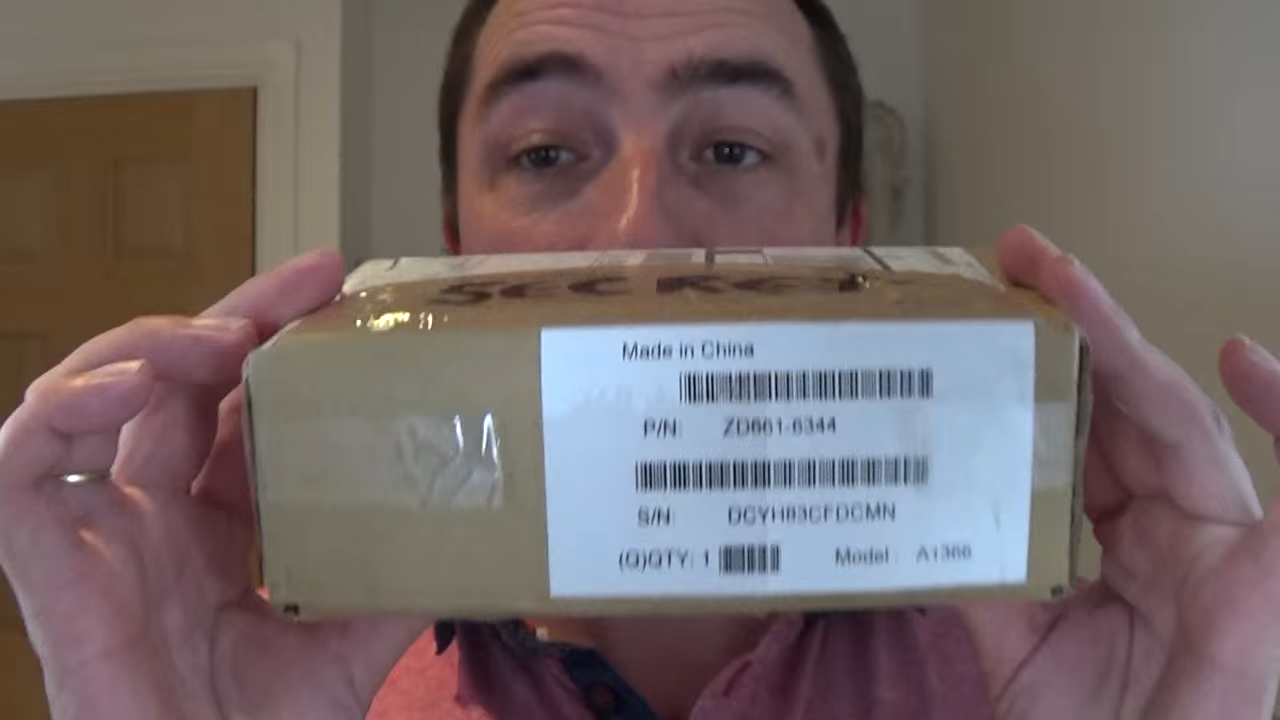 SECRET
Made in China
P/N: ZD661-6344
S/N: DCYH83CFDCMN
(Q)QTY: 1 Model : A1366